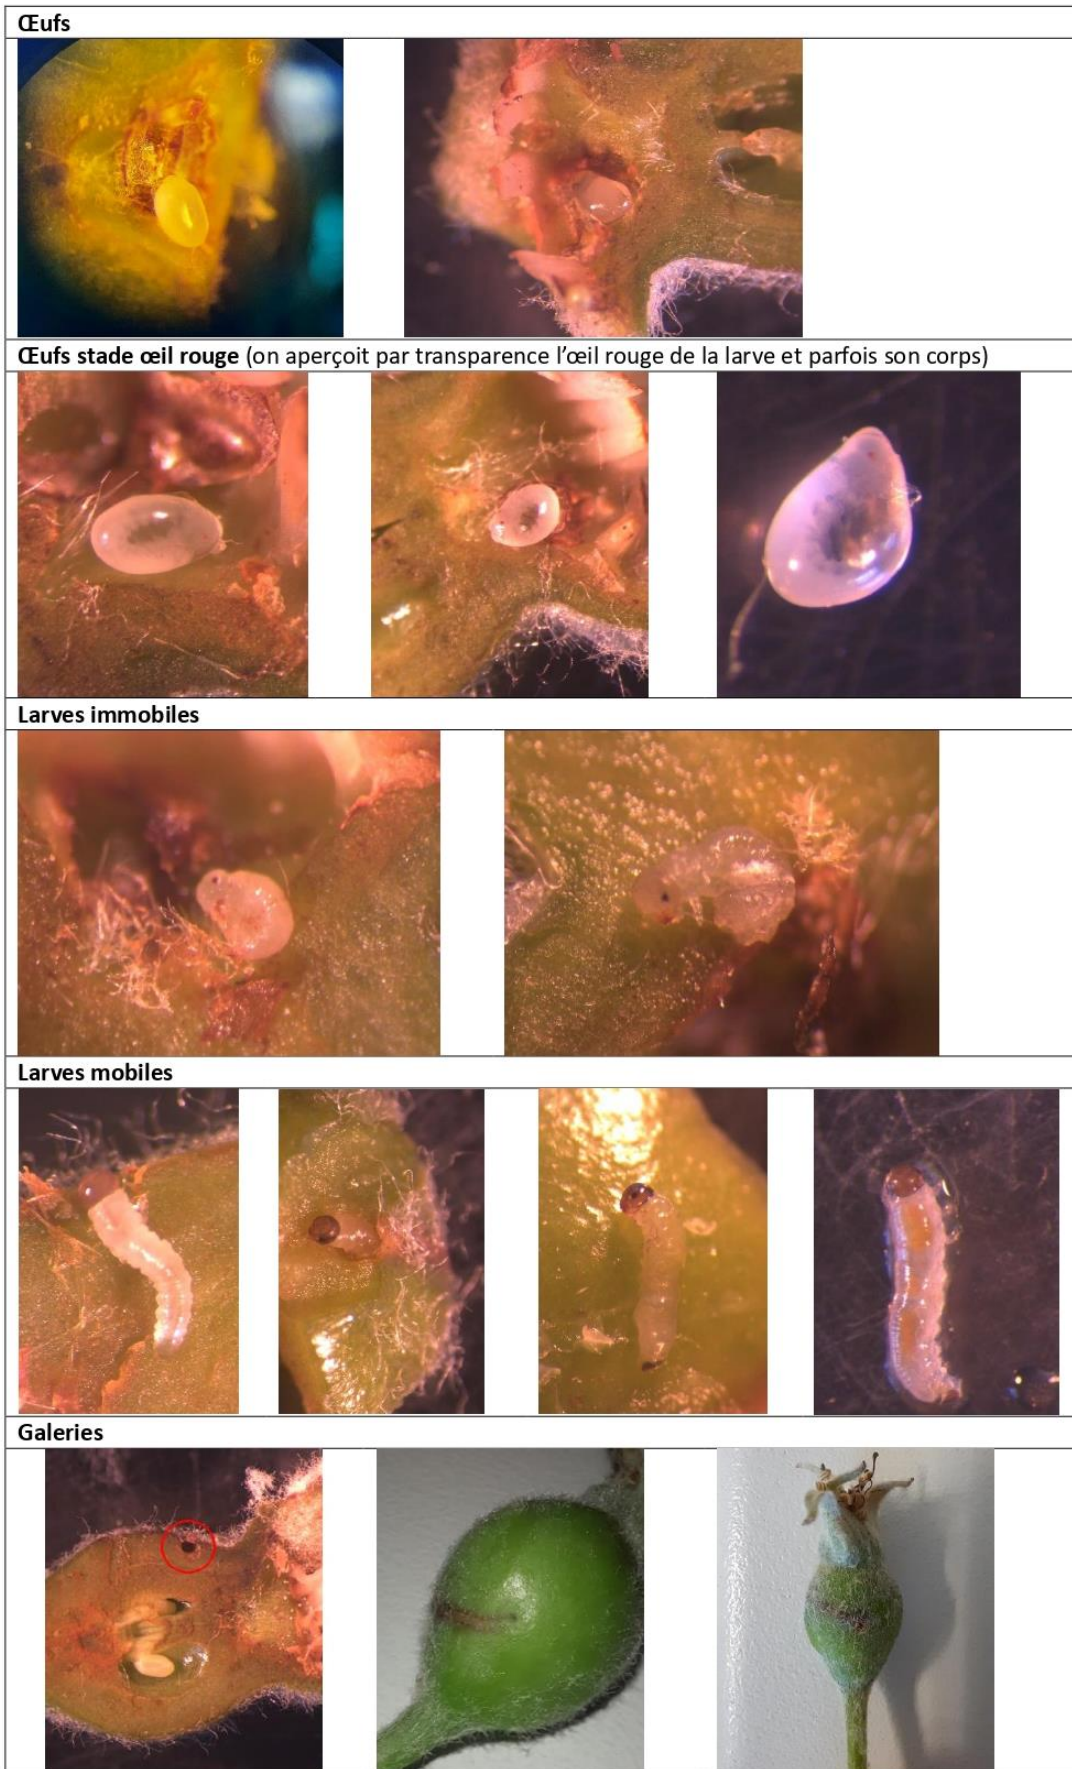 Œufs
Œufs stade œil rouge (on aperçoit par transparence l’œil rouge de la larve et parfois son corps)
Larves immobiles
Larves mobiles
Galeries